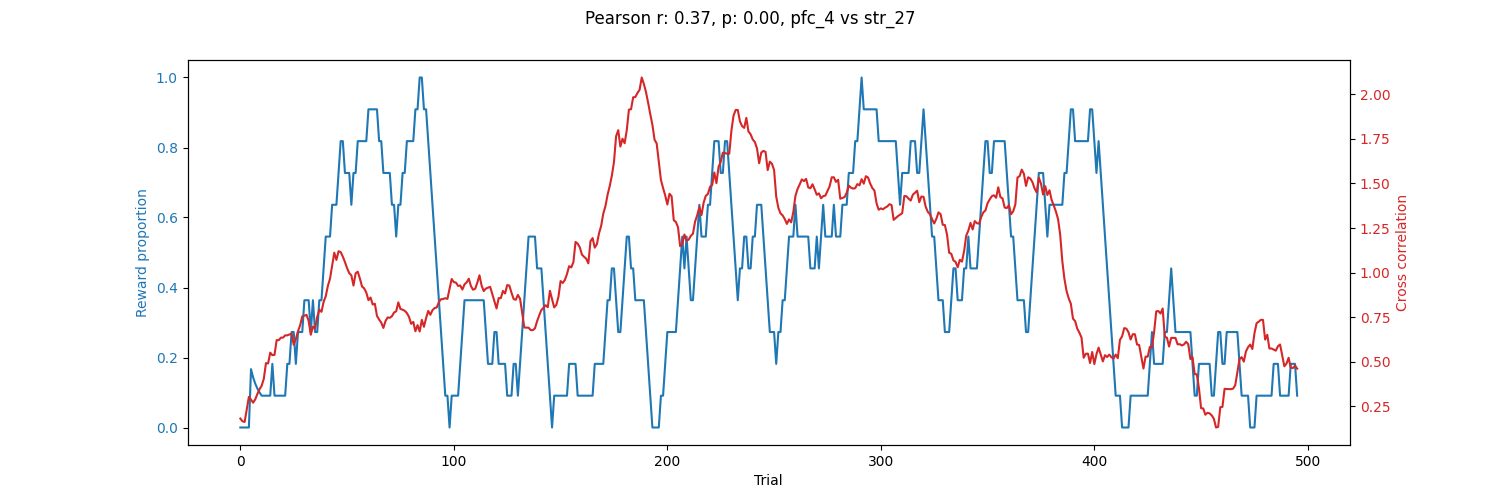 Pearson r: 0.37, p: 0.00, pfc_4 vs str_27
1.0
0.8
0.6
0.4
0.2
0.0
Reward proportion
2.00
1.75
1.50
1.25
1.00
0.75
0.50
0.25
Cross correlation
0 100 200 300 400 500
Trial